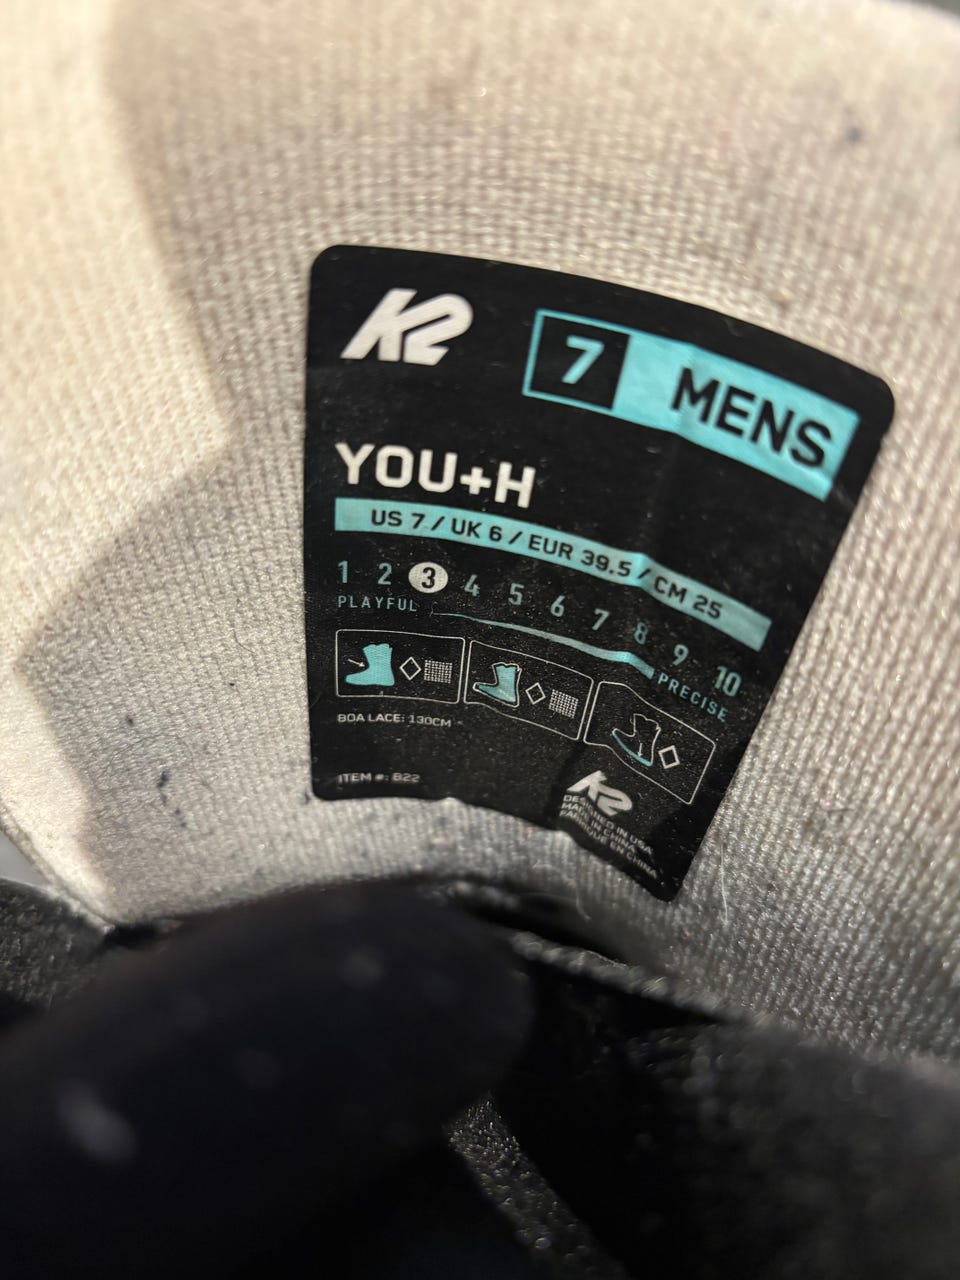 K2
7 MENS
YOU+H
US 7 / UK 6 / EUR 39.5 / CM 25
1 2 3 4 5 6 7 8 9 10
PLAYFUL PRECISE
BOA LACE: 130CM
ITEM #: B22
K2
DESIGNED IN USA
MADE IN CHINA
FABRIQUÉ EN CHINA